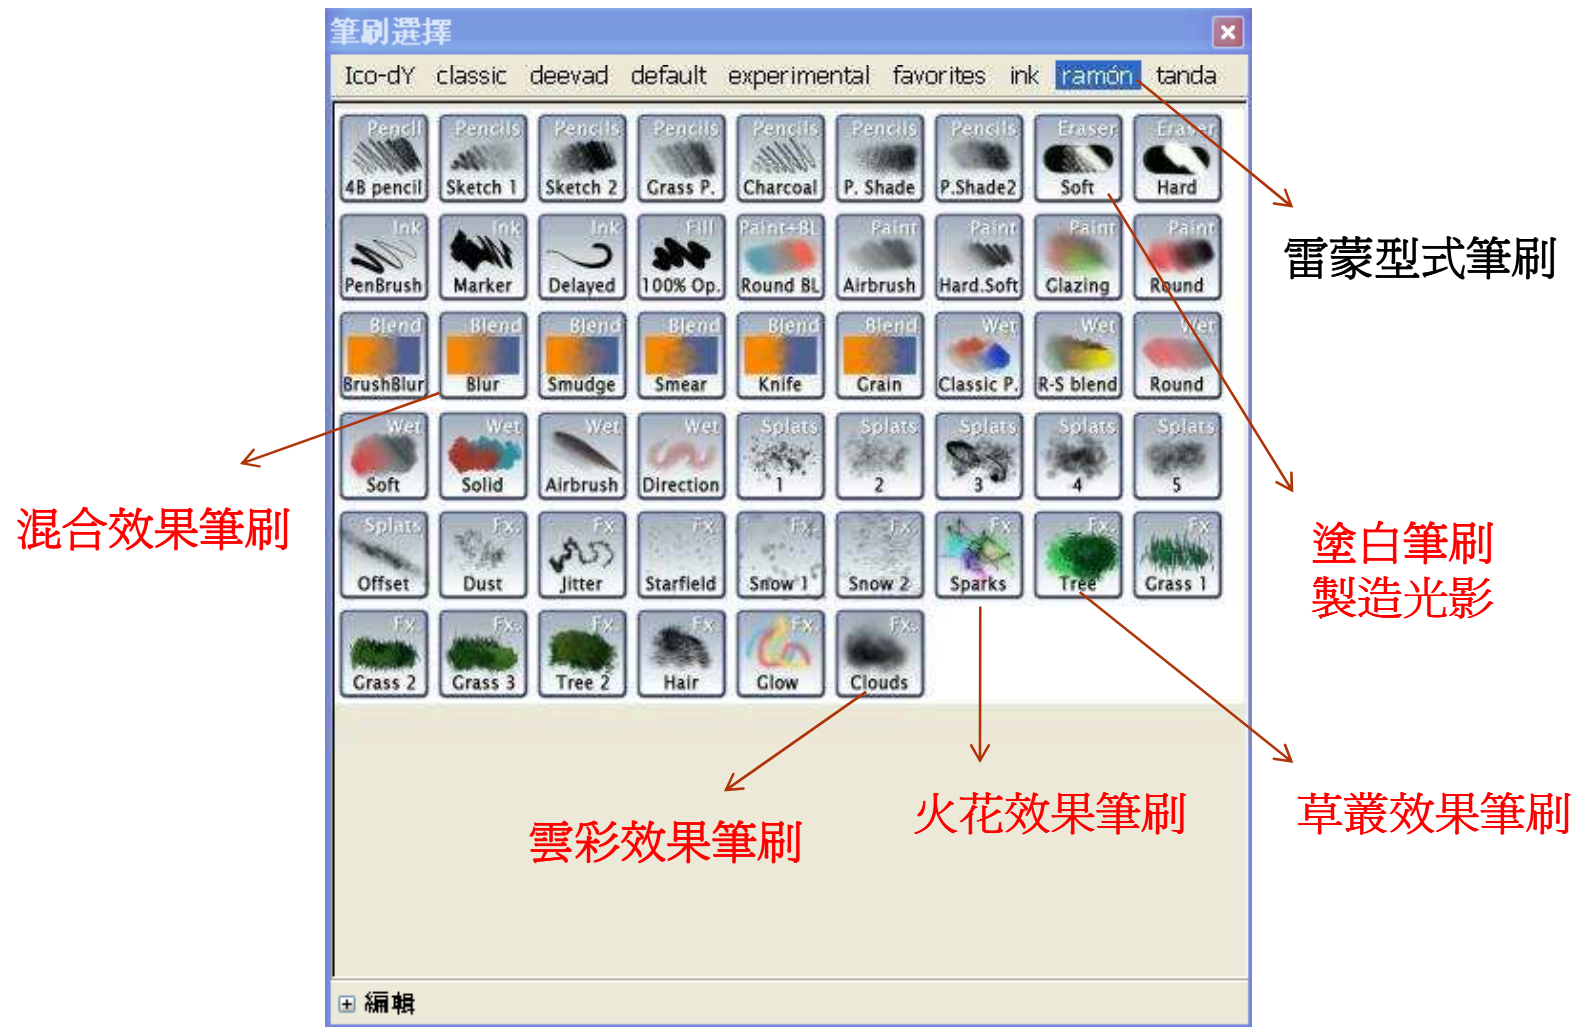 筆刷選擇
Ico-dY classic deevad default experimental favorites ink ramón tanda
Pencil Pencils Pencils Pencils Pencils Pencils Pencils Eraser Eraser
4B pencil Sketch 1 Sketch 2 Grass P. Charcoal P. Shade P.Shade2 Soft Hard
Ink Ink Ink Fill Paint+BL Paint Paint Paint Paint
PenBrush Marker Delayed 100% Op. Round BL Airbrush Hard.Soft Glazing Round
雷蒙型式筆刷
Blend Blend Blend Blend Blend Blend Wet Wet Wet
BrushBlur Blur Smudge Smear Knife Grain Classic P. R-S blend Round
Wet Wet Wet Wet Splats Splats Splats Splats Splats
Soft Solid Airbrush Direction 1 2 3 4 5
混合效果筆刷
塗白筆刷
製造光影
Splats Fx. Fx. Fx. Fx. Fx. Fx. Fx. Fx.
Offset Dust Jitter Starfield Snow 1 Snow 2 Sparks Tree Grass 1
Fx. Fx. Fx. Fx. Fx. Fx.
Grass 2 Grass 3 Tree 2 Hair Glow Clouds
雲彩效果筆刷
火花效果筆刷
草叢效果筆刷
編輯